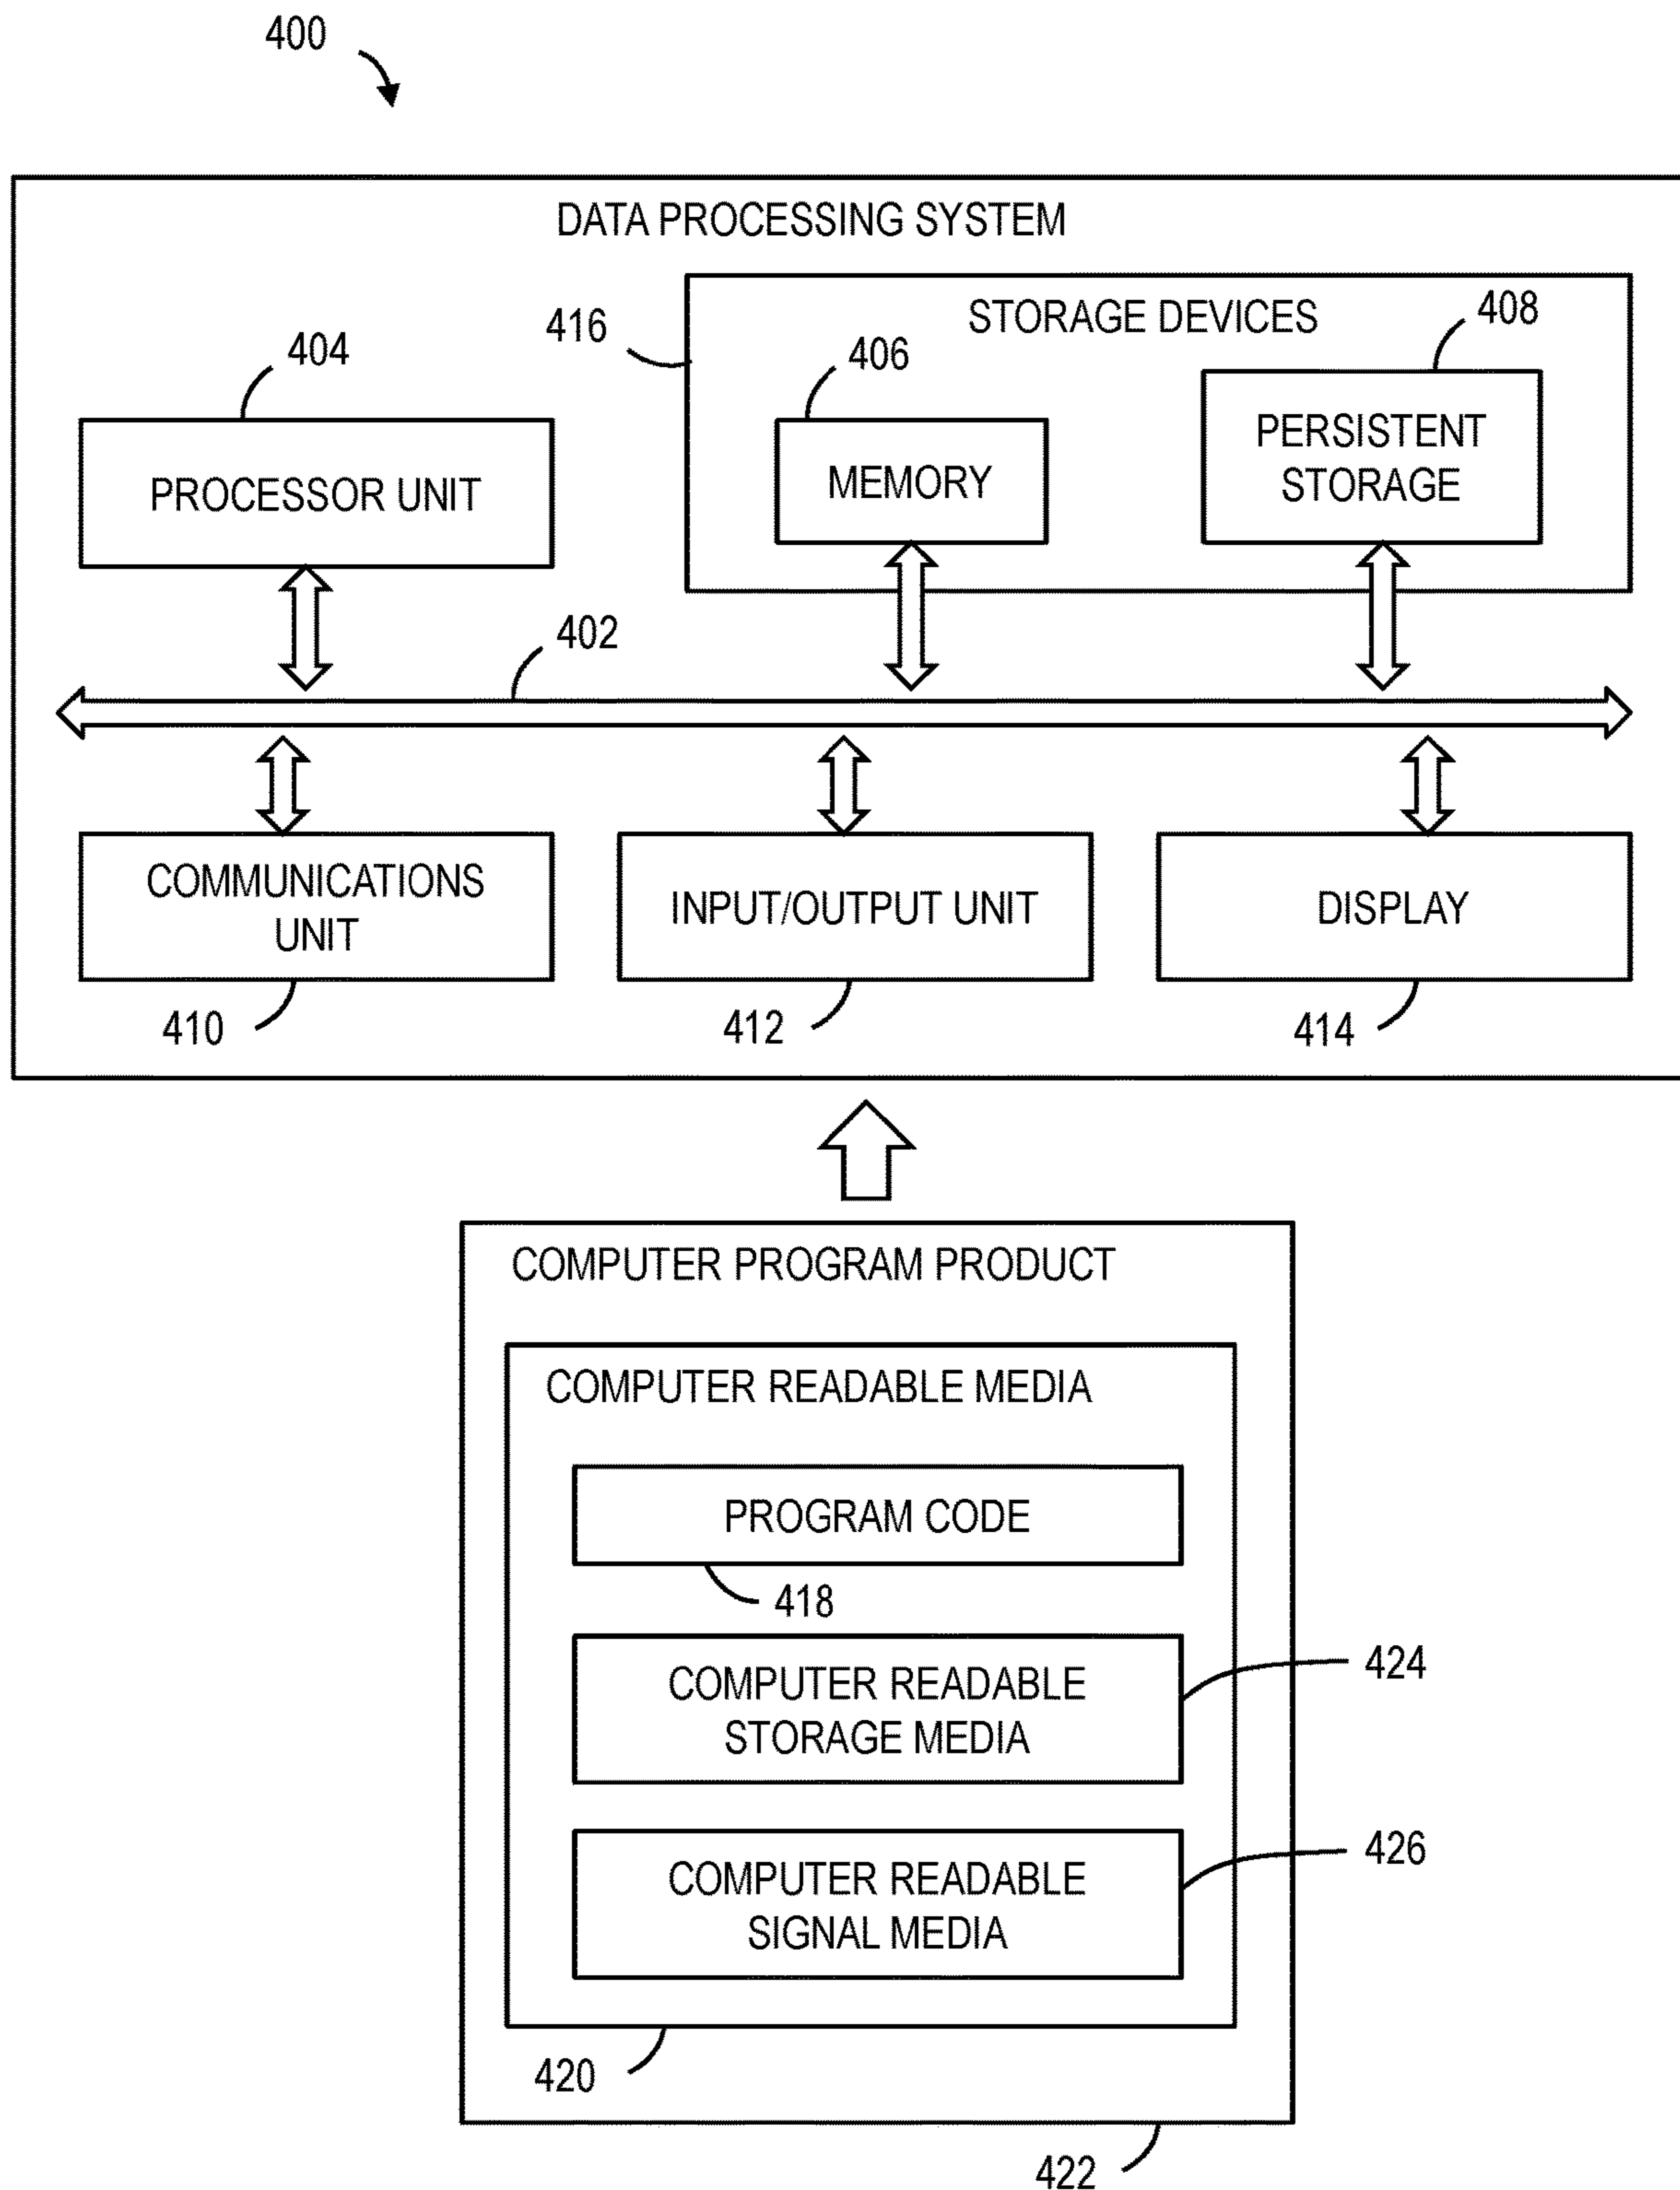 400
DATA PROCESSING SYSTEM
416
STORAGE DEVICES
408
404
406
PROCESSOR UNIT
MEMORY
PERSISTENT
STORAGE
402
COMMUNICATIONS
UNIT
INPUT/OUTPUT UNIT
DISPLAY
410
412
414
COMPUTER PROGRAM PRODUCT
COMPUTER READABLE MEDIA
PROGRAM CODE
418
COMPUTER READABLE
STORAGE MEDIA
424
COMPUTER READABLE
SIGNAL MEDIA
426
420
422